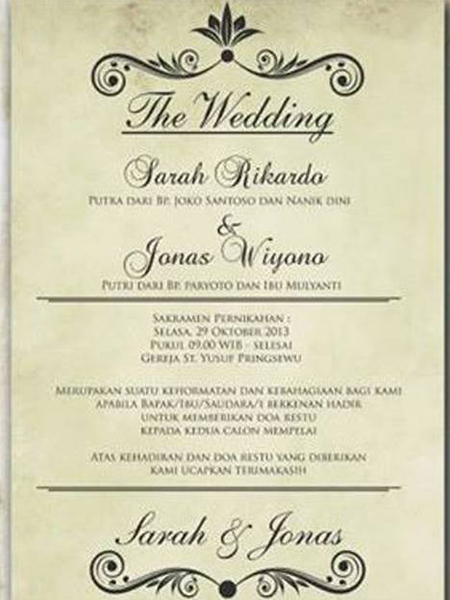 The Wedding
Sarah Rikardo
Putra dari Bp. Joko Santoso dan Nanik Dini
&
Jonas Wiyono
Putri dari Bp. Paryoto dan Ibu Mulyanti
Sakramen Pernikahan :
Selasa, 29 Oktober 2013
Pukul 09.00 WIB - selesai
Gereja St. Yusuf Pringsewu
Merupakan suatu kehormatan dan kebahagiaan bagi kami
apabila Bapak/Ibu/Saudara/i berkenan hadir
untuk memberikan doa restu
kepada kedua calon mempelai
Atas kehadiran dan doa restu yang diberikan
kami ucapkan terimakasih
Sarah & Jonas